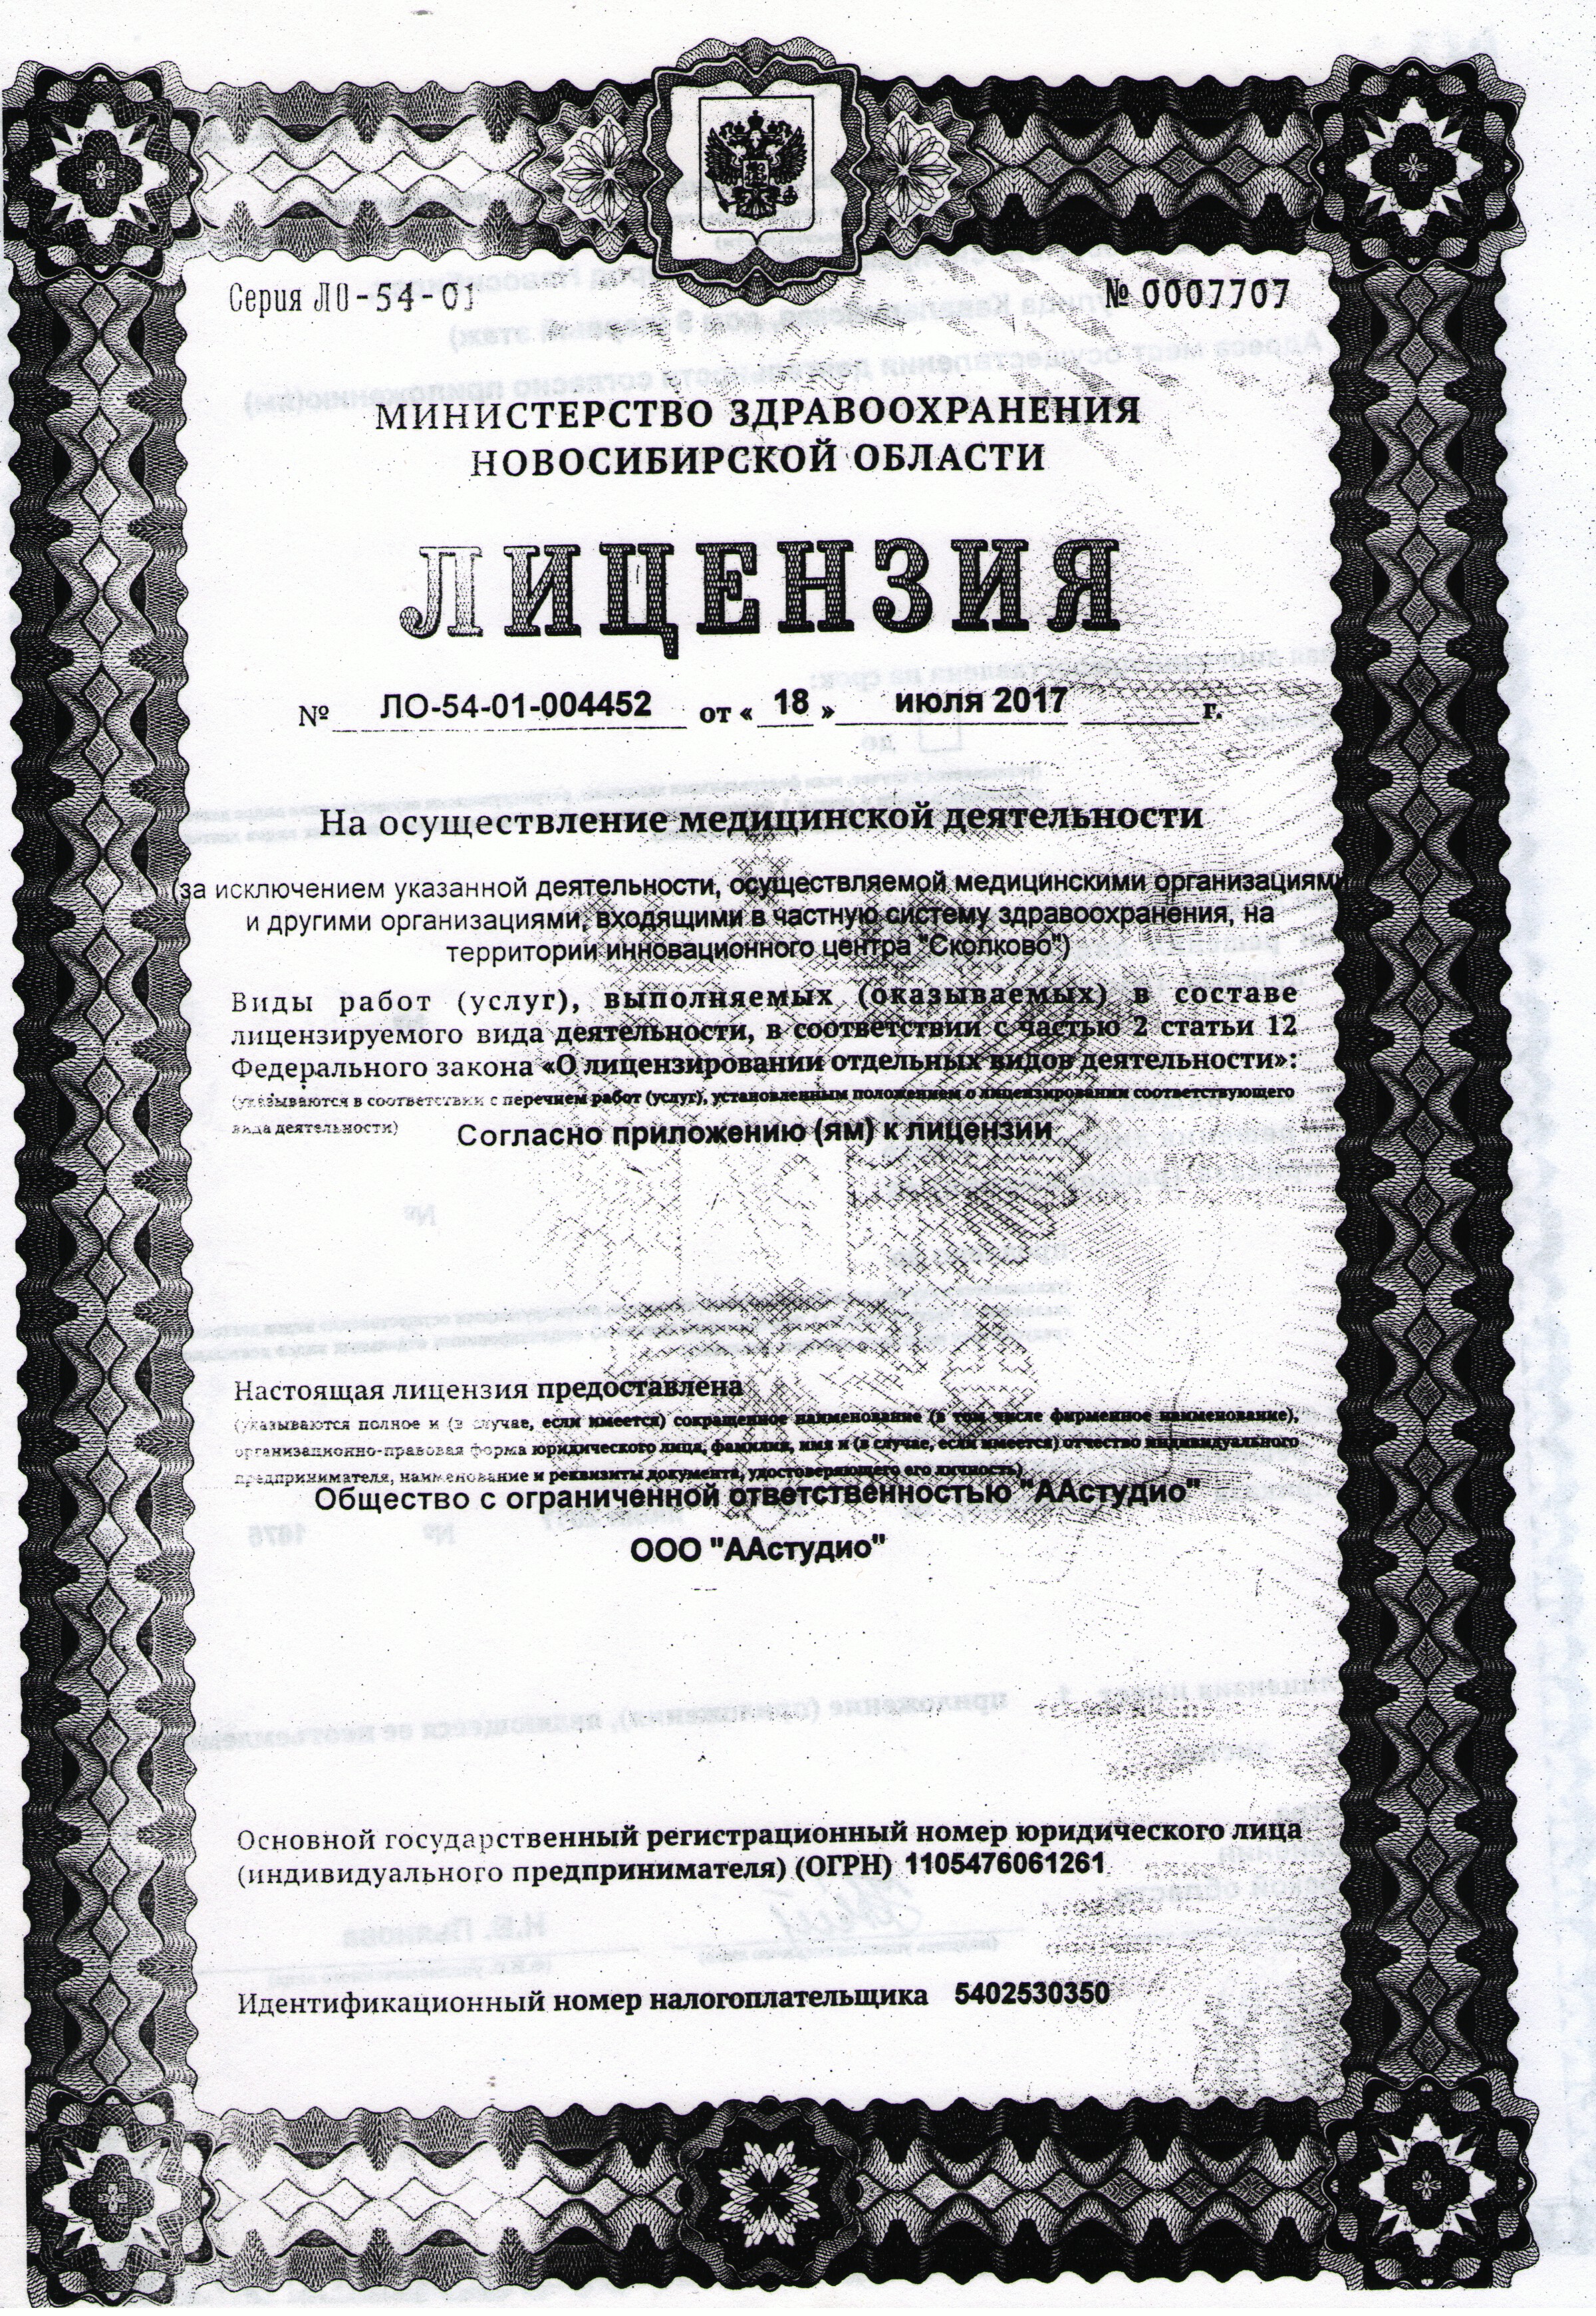 Серия ЛО-54-01 № 0007707
МИНИСТЕРСТВО ЗДРАВООХРАНЕНИЯ
НОВОСИБИРСКОЙ ОБЛАСТИ
ЛИЦЕНЗИЯ
№ ЛО-54-01-004452 от « 18 » июля 2017 г.
На осуществление медицинской деятельности
(за исключением указанной деятельности, осуществляемой медицинскими организациями
и другими организациями, входящими в частную систему здравоохранения, на
территории инновационного центра "Сколково")
Виды работ (услуг), выполняемых (оказываемых) в составе
лицензируемого вида деятельности, в соответствии с частью 2 статьи 12
Федерального закона «О лицензировании отдельных видов деятельности»:
(указываются в соответствии с перечнем работ (услуг), установленным положением о лицензировании соответствующего
вида деятельности) Согласно приложению (ям) к лицензии
Настоящая лицензия предоставлена
(указываются полное и (в случае, если имеется) сокращенное наименование (в том числе фирменное наименование),
организационно-правовая форма юридического лица, фамилия, имя и (в случае, если имеется) отчество индивидуального
предпринимателя, наименование и реквизиты документа, удостоверяющего его личность)
Общество с ограниченной ответственностью "ААстудио"
ООО "ААстудио"
Основной государственный регистрационный номер юридического лица
(индивидуального предпринимателя) (ОГРН) 1105476061261
Идентификационный номер налогоплательщика 5402530350